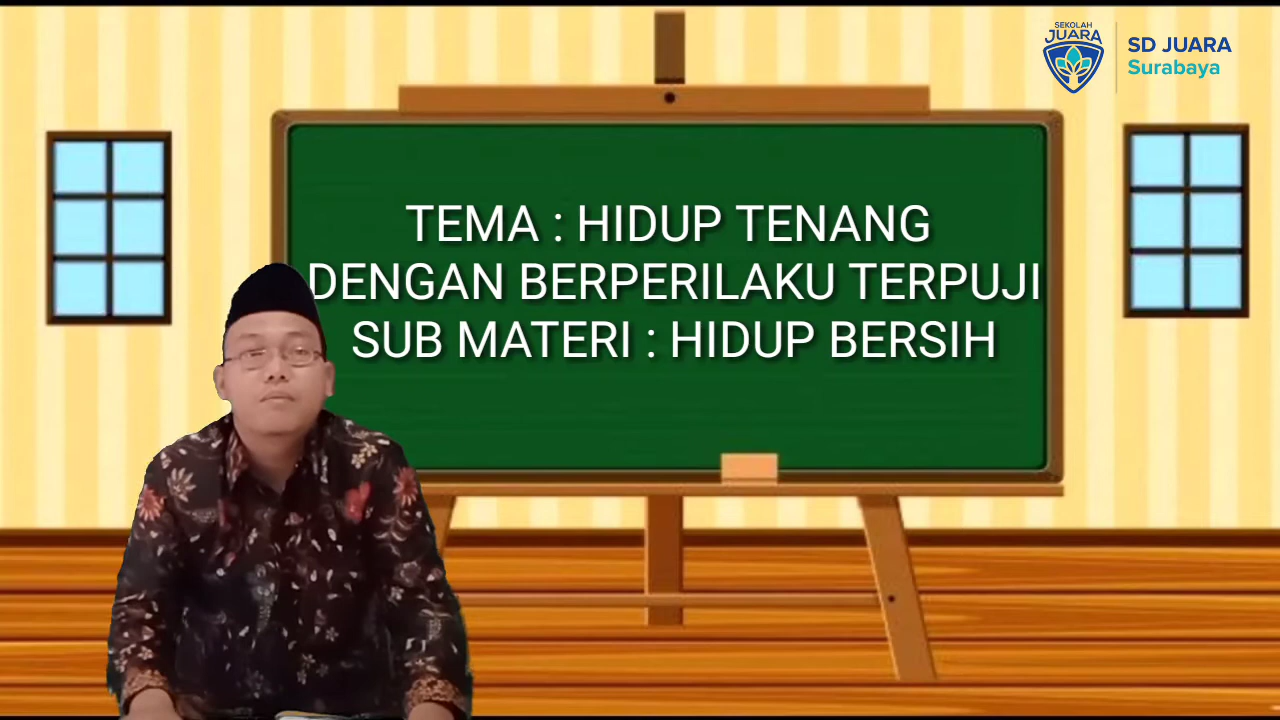 SEKOLAH
JUARA
SD JUARA
Surabaya
TEMA : HIDUP TENANG
DENGAN BERPERILAKU TERPUJI
SUB MATERI : HIDUP BERSIH